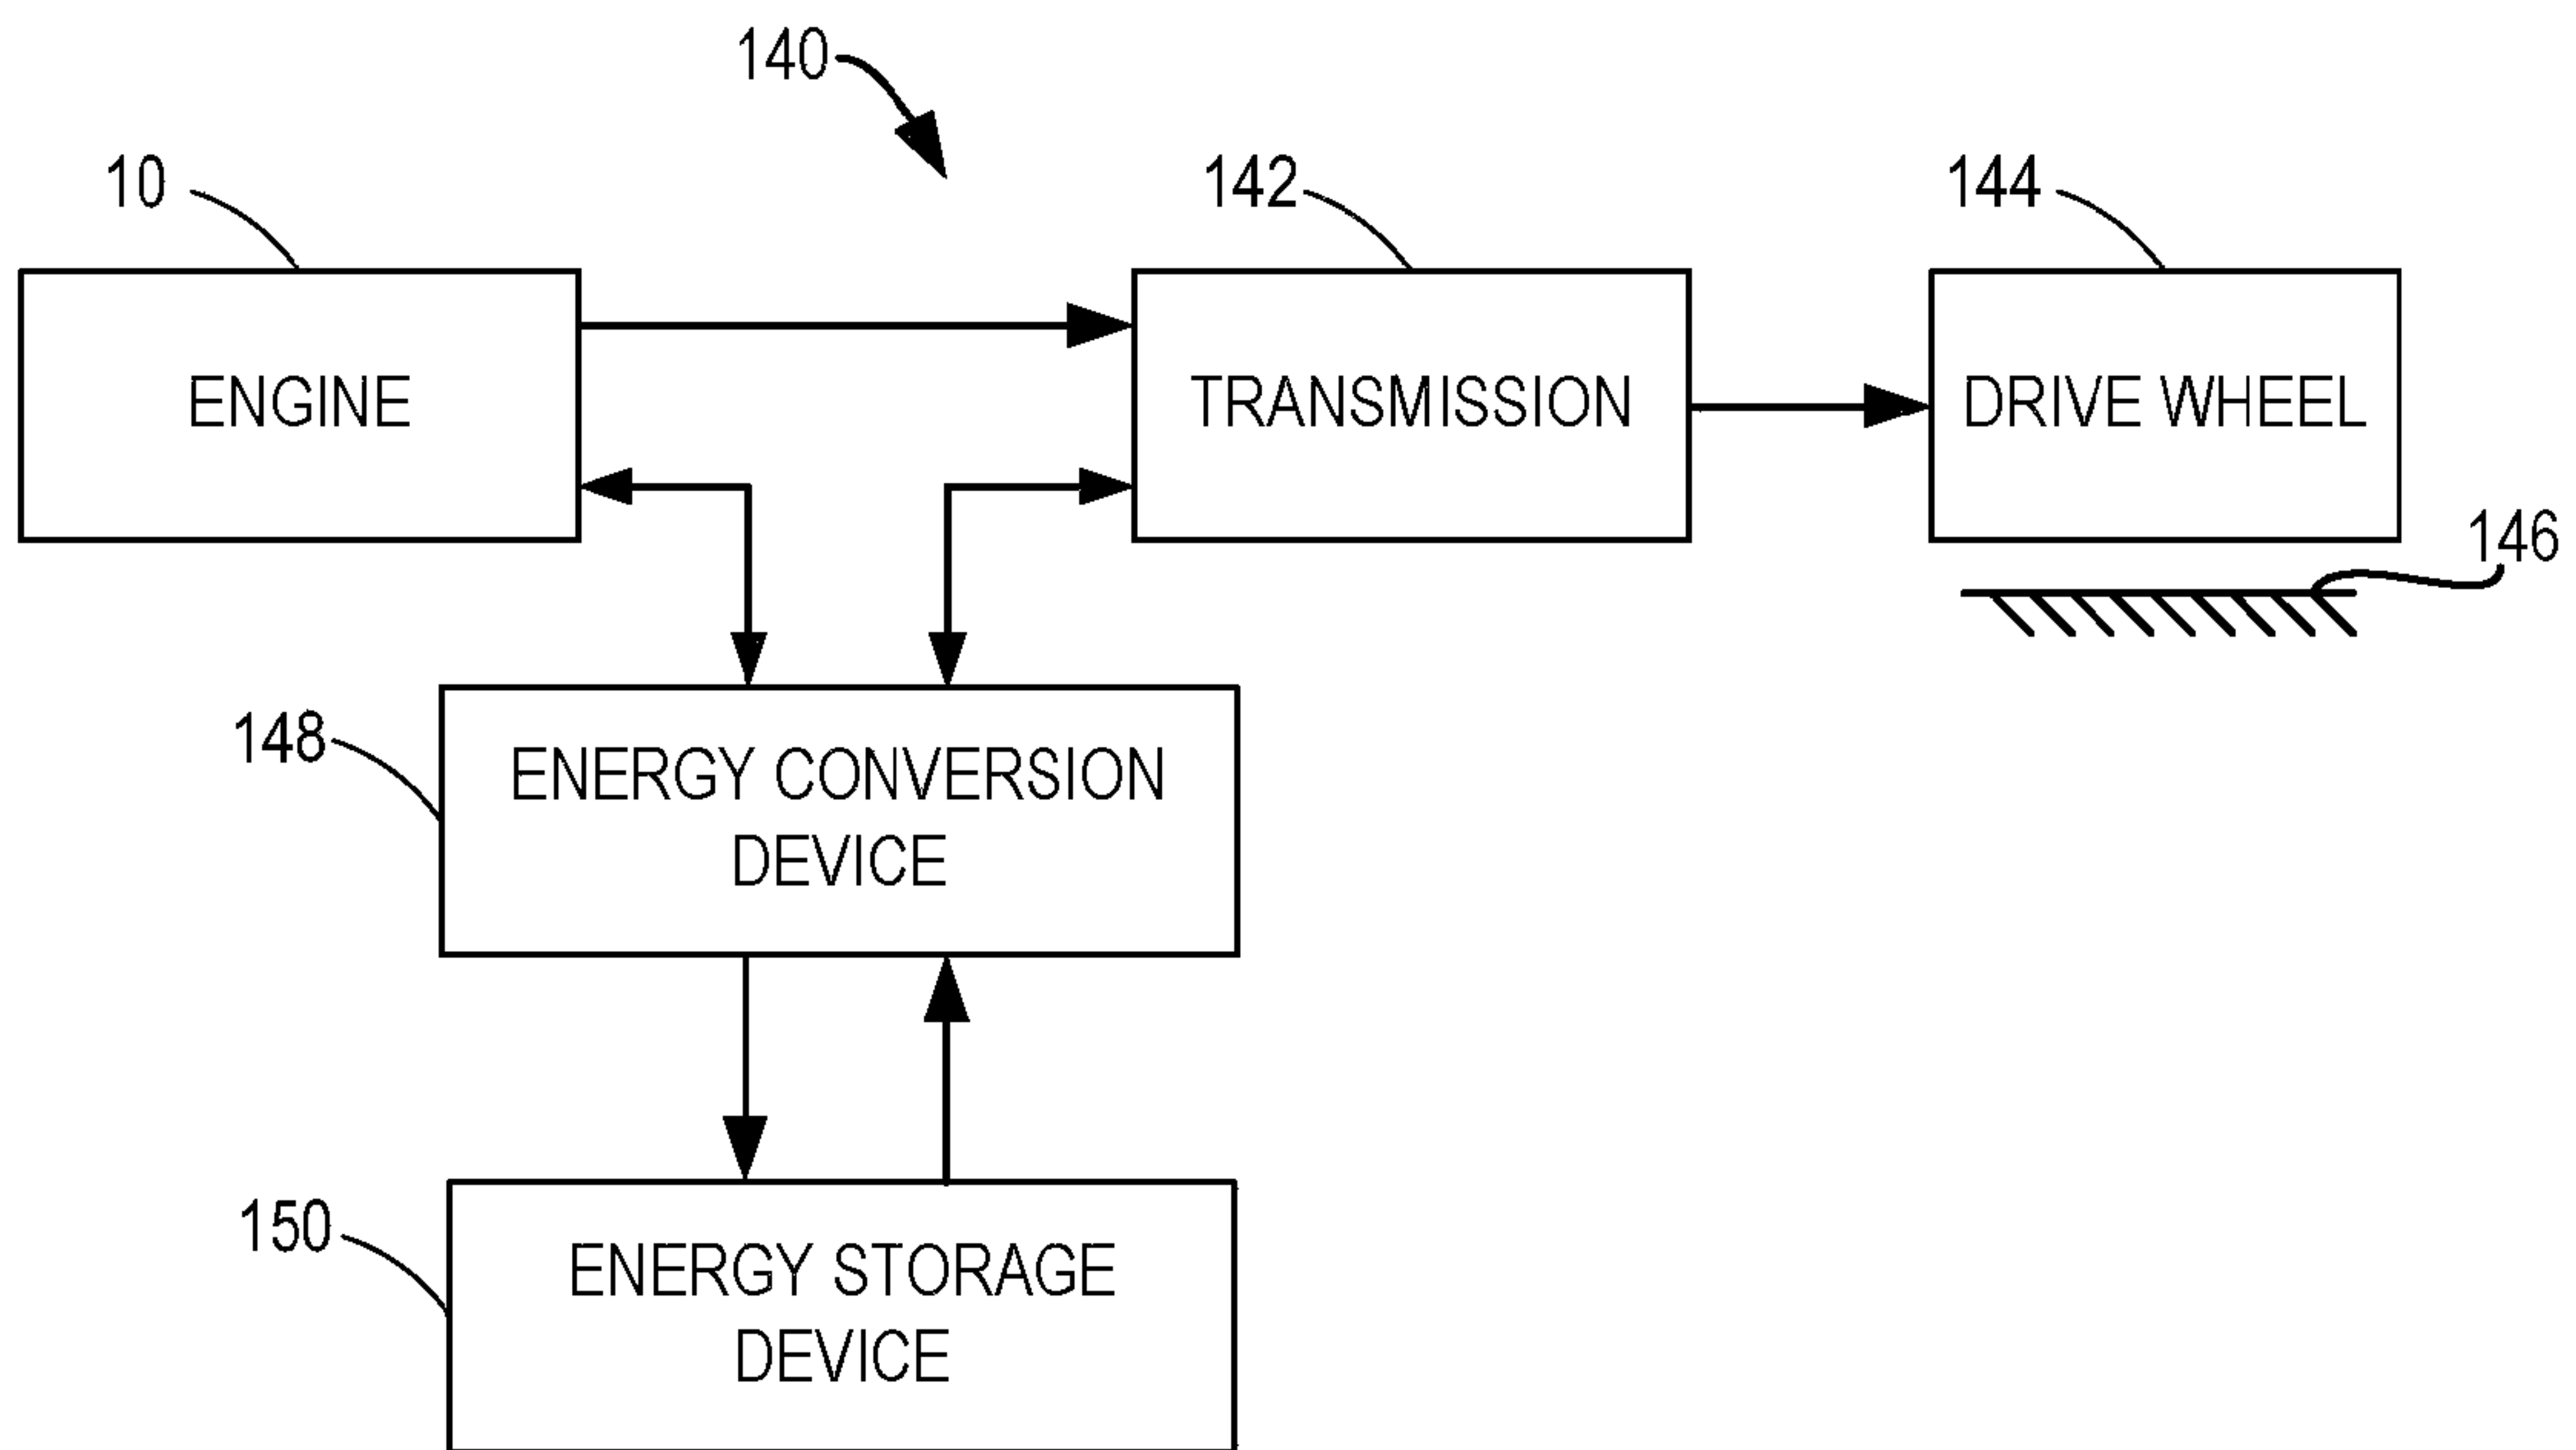 140
10
142
144
ENGINE
TRANSMISSION
DRIVE WHEEL
146
148
ENERGY CONVERSION
DEVICE
150
ENERGY STORAGE
DEVICE